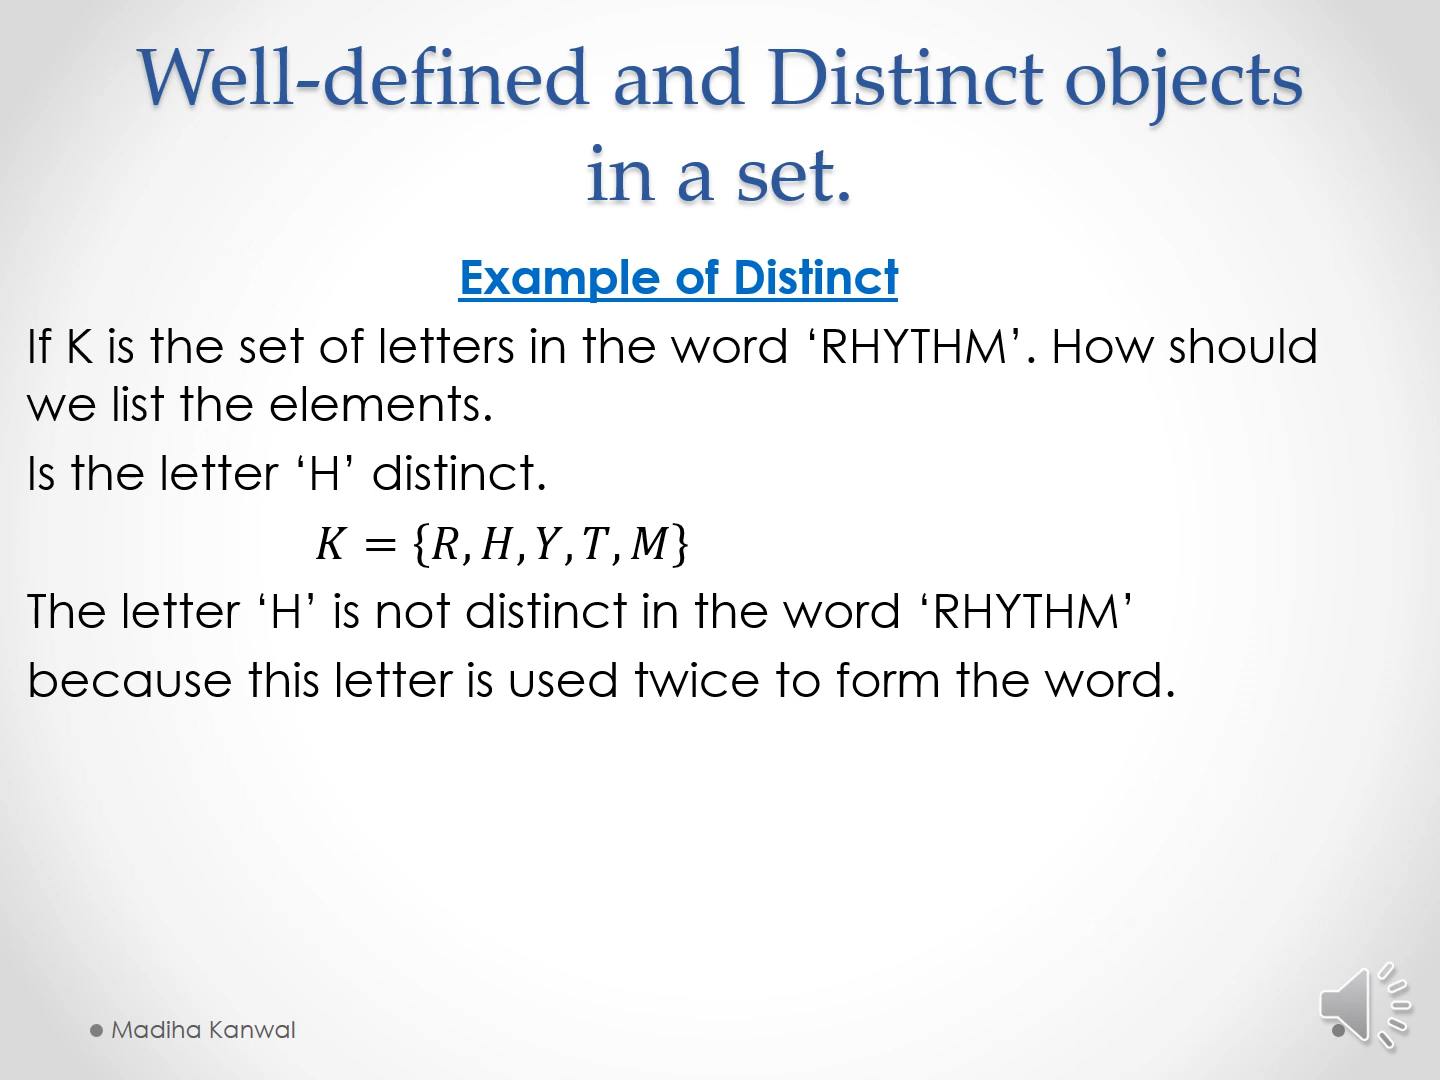 Well-defined and Distinct objects
in a set.
Example of Distinct
If K is the set of letters in the word ‘RHYTHM’. How should
we list the elements.
Is the letter ‘H’ distinct.
K = {R, H, Y, T, M}
The letter ‘H’ is not distinct in the word ‘RHYTHM’
because this letter is used twice to form the word.
Madiha Kanwal